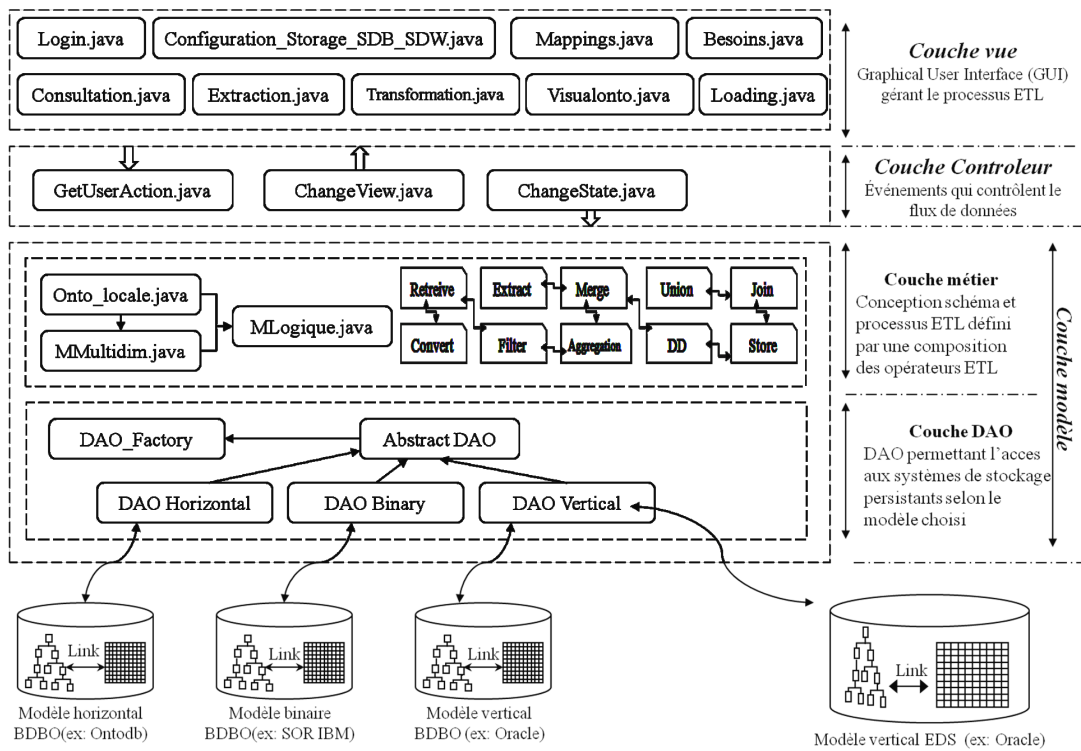 Login.java
Configuration_Storage_SDB_SDW.java
Mappings.java
Besoins.java
Consultation.java
Extraction.java
Transformation.java
Visualonto.java
Loading.java
Couche vue
Graphical User Interface (GUI)
gérant le processus ETL
GetUserAction.java
ChangeView.java
ChangeState.java
Couche Controleur
Événements qui contrôlent le
flux de données
Onto_locale.java
MMultidim.java
MLogique.java
Retreive
Extract
Merge
Union
Join
Convert
Filter
Aggregation
DD
Store
Couche métier
Conception schéma et
processus ETL défini
par une composition
des opérateurs ETL
Couche modèle
DAO_Factory
Abstract DAO
DAO Horizontal
DAO Binary
DAO Vertical
Couche DAO
DAO permettant l'acces
aux systèmes de stockage
persistants selon le
modèle choisi
Link
Link
Link
Link
Modèle horizontal
BDBO(ex: Ontodb)
Modèle binaire
BDBO(ex: SOR IBM)
Modèle vertical
BDBO (ex: Oracle)
Modèle vertical EDS (ex: Oracle)